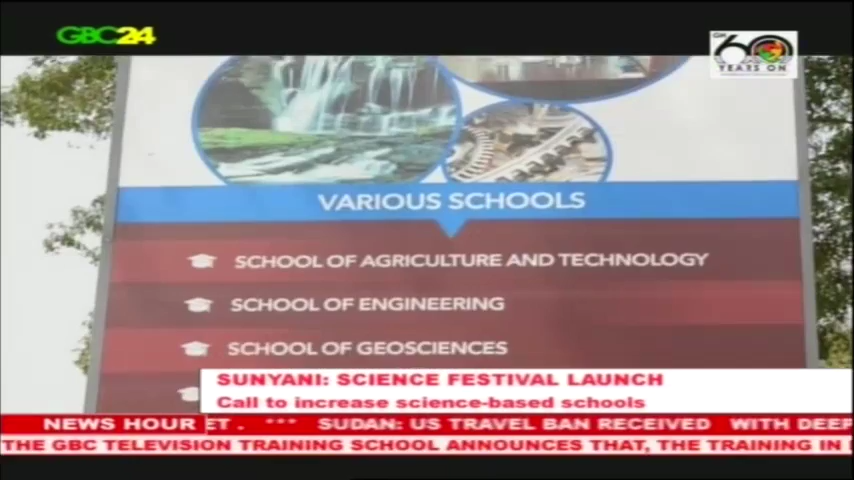 GBC24
GH
60
YEARS ON
VARIOUS SCHOOLS
SCHOOL OF AGRICULTURE AND TECHNOLOGY
SCHOOL OF ENGINEERING
SCHOOL OF GEOSCIENCES
SUNYANI: SCIENCE FESTIVAL LAUNCH
Call to increase science-based schools
NEWS HOUR ET . *** SUDAN: US TRAVEL BAN RECEIVED WITH DEEP
THE GBC TELEVISION TRAINING SCHOOL ANNOUNCES THAT, THE TRAINING IN